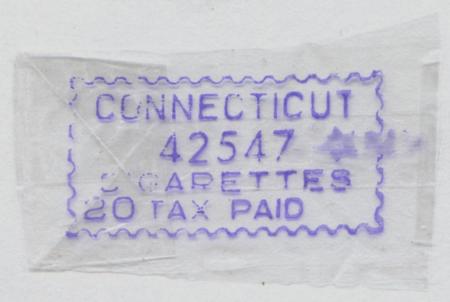 CONNECTICUT
42547
CIGARETTES
20 TAX PAID